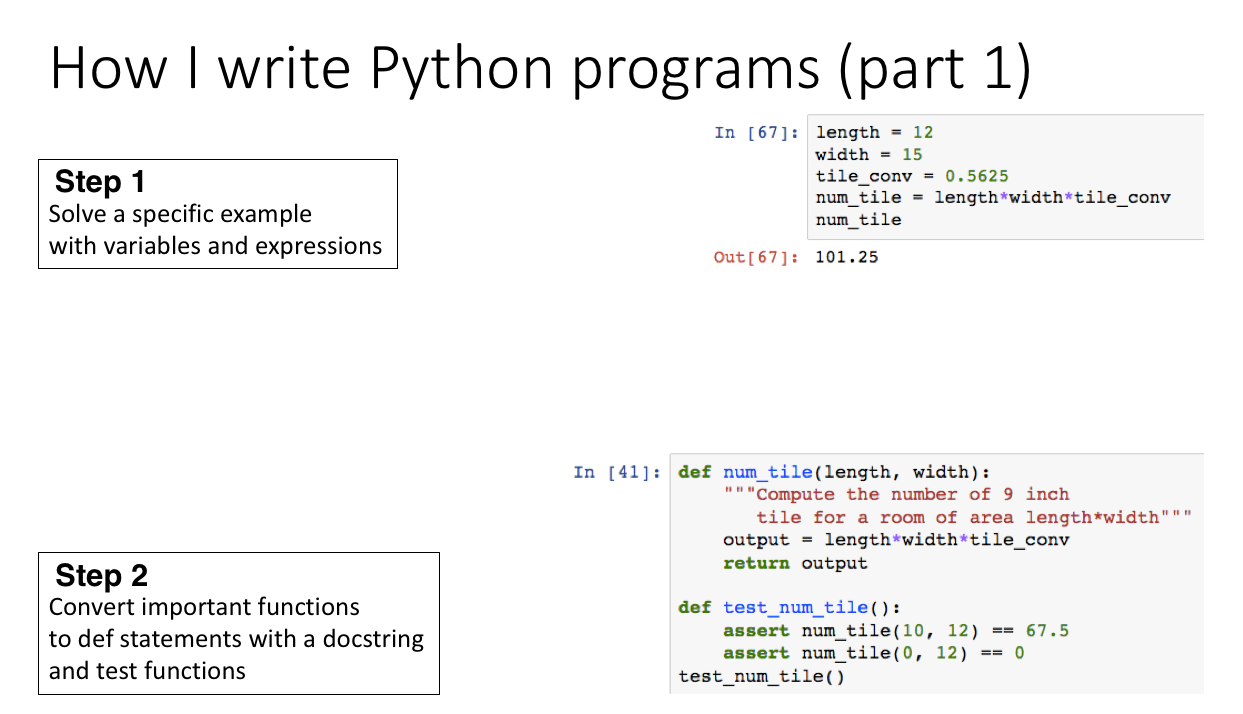 How I write Python programs (part 1)
Step 1
Solve a specific example
with variables and expressions
In [67]:
length = 12
width = 15
tile_conv = 0.5625
num_tile = length*width*tile_conv
num_tile
Out[67]: 101.25
Step 2
Convert important functions
to def statements with a docstring
and test functions
In [41]:
def num_tile(length, width):
    """Compute the number of 9 inch
       tile for a room of area length*width"""
    output = length*width*tile_conv
    return output

def test_num_tile():
    assert num_tile(10, 12) == 67.5
    assert num_tile(0, 12) == 0
test_num_tile()